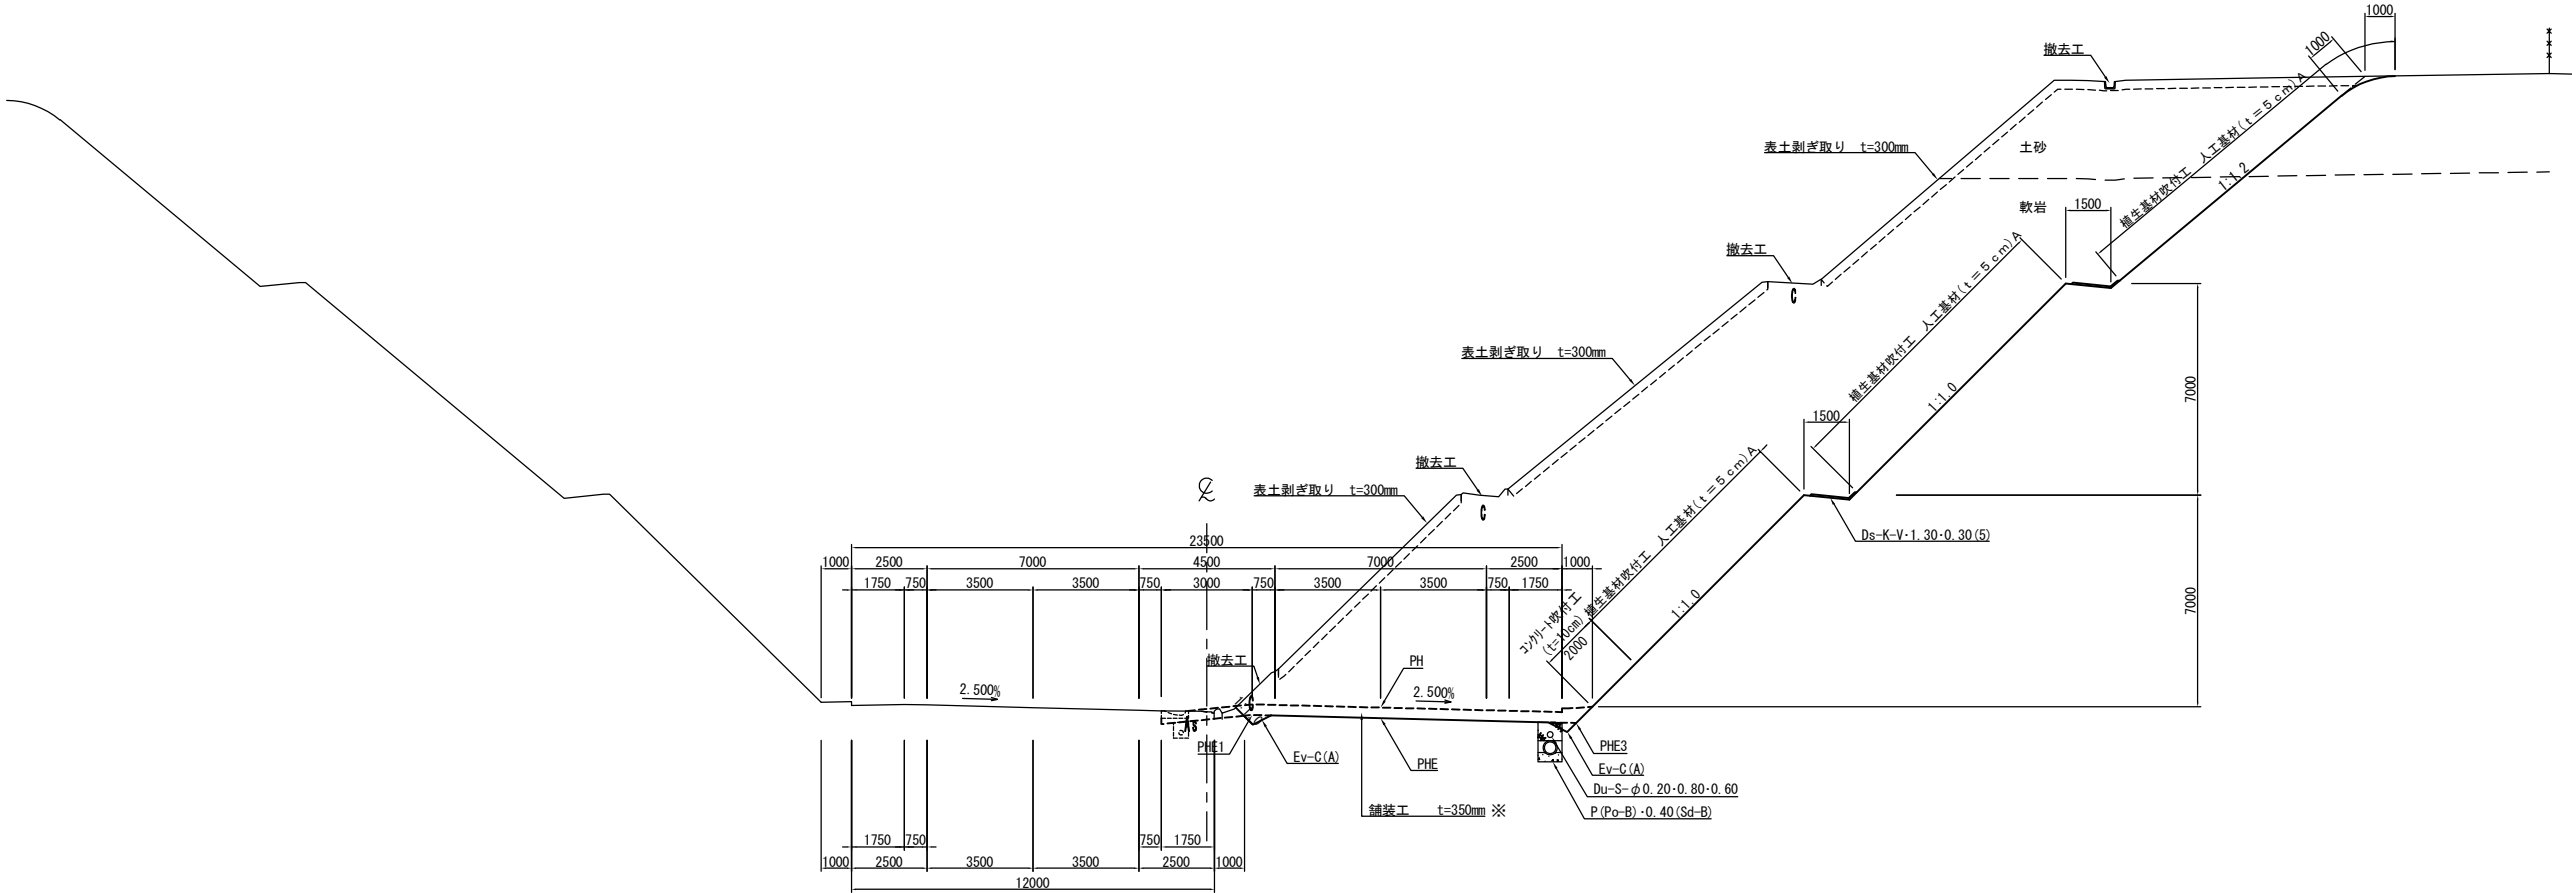 1000
撤去工
1000
表土剥ぎ取り t=300mm
土砂
植生基材吹付工 人工基材(t=5cm)A
1:1.2
軟岩
1500
撤去工
C
植生基材吹付工 人工基材(t=5cm)A
1:1.0
7000
表土剥ぎ取り t=300mm
1500
撤去工
C
表土剥ぎ取り t=300mm
Ds-K-V・1.30・0.30(5)
植生基材吹付工 人工基材(t=5cm)A
1:1.0
7000
コンクリート吹付工
(t=10cm)
2000
23500
1000 2500 7000 4500 7000 2500 1000
1750 750 3500 3500 750 3000 750 3500 3500 750 1750
撤去工
PH
2.500%
2.500%
C
As
PHE1
Ev-C(A)
PHE
PHE3
Ev-C(A)
Du-S-φ0.20・0.80・0.60
P(Po-B)・0.40(Sd-B)
舗装工 t=350mm ※
1750 750 750 1750
1000 2500 3500 3500 2500 1000
12000